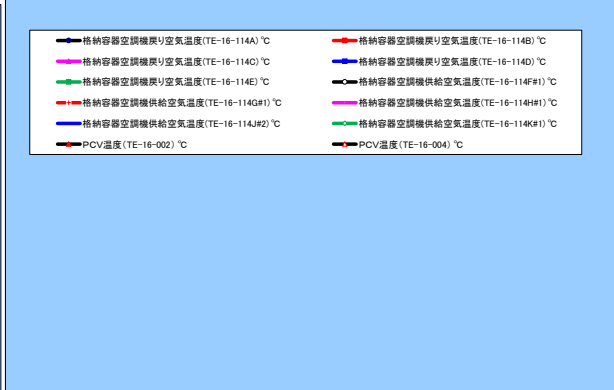 格納容器空調機戻り空気温度(TE-16-114A) ℃ 格納容器空調機戻り空気温度(TE-16-114B) ℃
格納容器空調機戻り空気温度(TE-16-114C) ℃ 格納容器空調機戻り空気温度(TE-16-114D) ℃
格納容器空調機戻り空気温度(TE-16-114E) ℃ 格納容器空調機供給空気温度(TE-16-114F#1) ℃
格納容器空調機供給空気温度(TE-16-114G#1) ℃ 格納容器空調機供給空気温度(TE-16-114H#1) ℃
格納容器空調機供給空気温度(TE-16-114J#2) ℃ 格納容器空調機供給空気温度(TE-16-114K#1) ℃
PCV温度(TE-16-002) ℃ PCV温度(TE-16-004) ℃